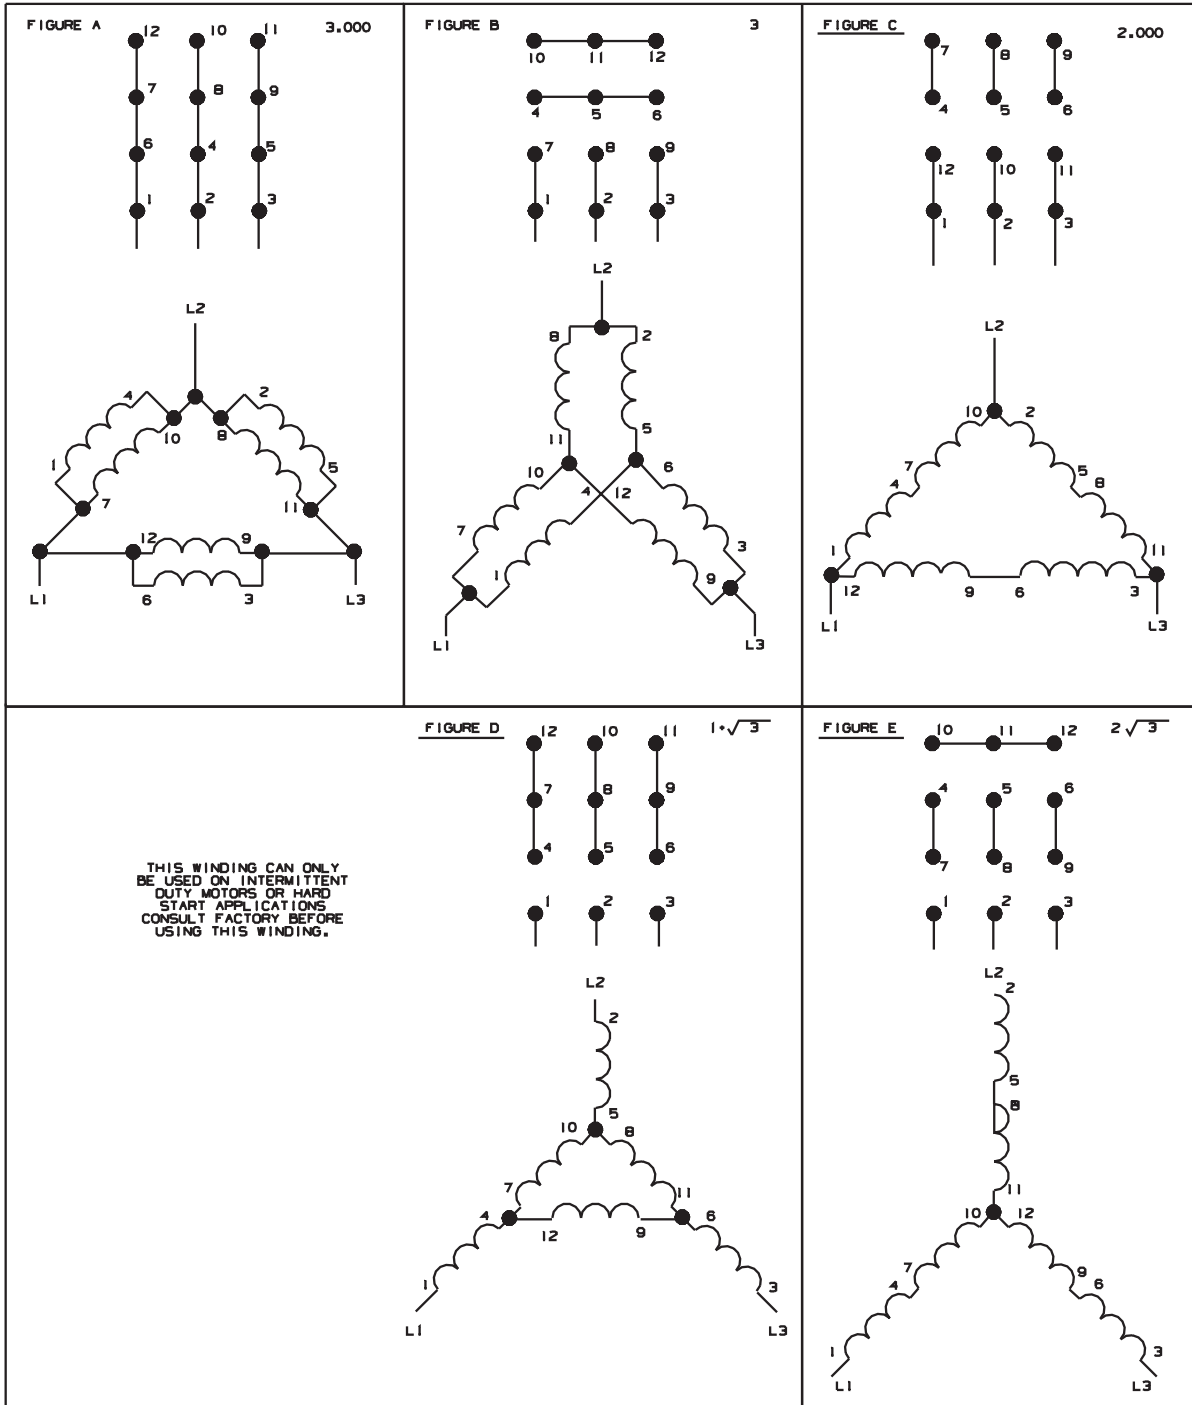 FIGURE A 3.000
12 10 11
7 8 9
6 4 5
1 2 3
L2
4 2
10 8
1 5
7 11
12 9
6 3
L1 L3
FIGURE B 3
10 11 12
4 5 6
7 8 9
1 2 3
L2
8 2
11 5
10 6
4 12
7 3
1 9
L1 L3
FIGURE C 2.000
7 8 9
4 5 6
12 10 11
1 2 3
L2
10 2
7 5
4 8
1 11
12 9 6 3
L1 L3
THIS WINDING CAN ONLY
BE USED ON INTERMITTENT
DUTY MOTORS OR HARD
START APPLICATIONS
CONSULT FACTORY BEFORE
USING THIS WINDING.
FIGURE D 1+√3
12 10 11
7 8 9
4 5 6
1 2 3
L2
2
5
10 8
7 11
4 6
12 9
1 3
L1 L3
FIGURE E 2√3
10 11 12
4 5 6
7 8 9
1 2 3
L2
2
5
8
11
10 12
7 9
4 6
1 3
L1 L3